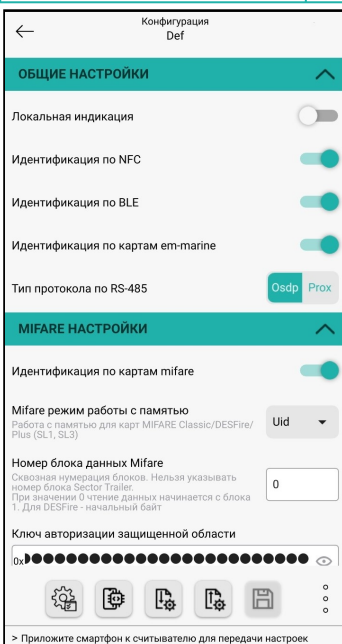 Конфигурация
Def
ОБЩИЕ НАСТРОЙКИ
Локальная индикация
Идентификация по NFC
Идентификация по BLE
Идентификация по картам em-marine
Тип протокола по RS-485
Osdp Prox
MIFARE НАСТРОЙКИ
Идентификация по картам mifare
Mifare режим работы с памятью
Работа с памятью для карт MIFARE Classic/DESFire/
Plus (SL1, SL3)
Uid
Номер блока данных Mifare
Сквозная нумерация блоков. Нельзя указывать
номер блока Sector Trailer.
При значении 0 чтение данных начинается с блока
1. Для DESFire - начальный байт
0
Ключ авторизации защищенной области
0x
> Приложите смартфон к считывателю для передачи настроек